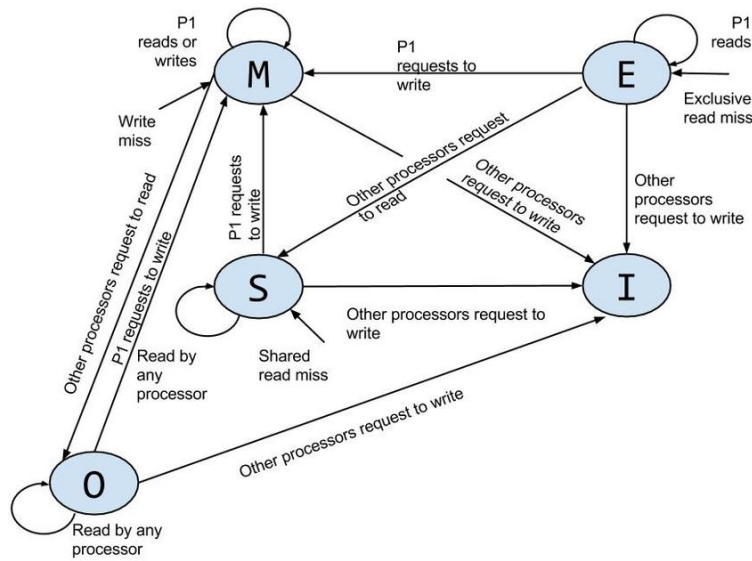 P1
reads or
writes
M
P1
requests to
write
E
P1
reads
Write
miss
Exclusive
read miss
Other processors request
to read
Other processors
request to write
Other
processors
request to write
P1 requests
to write
Other processors request to read
P1 requests to write
S
I
Other processors request to
write
Read by
any
processor
Shared
read miss
Other processors request to write
O
Read by any
processor